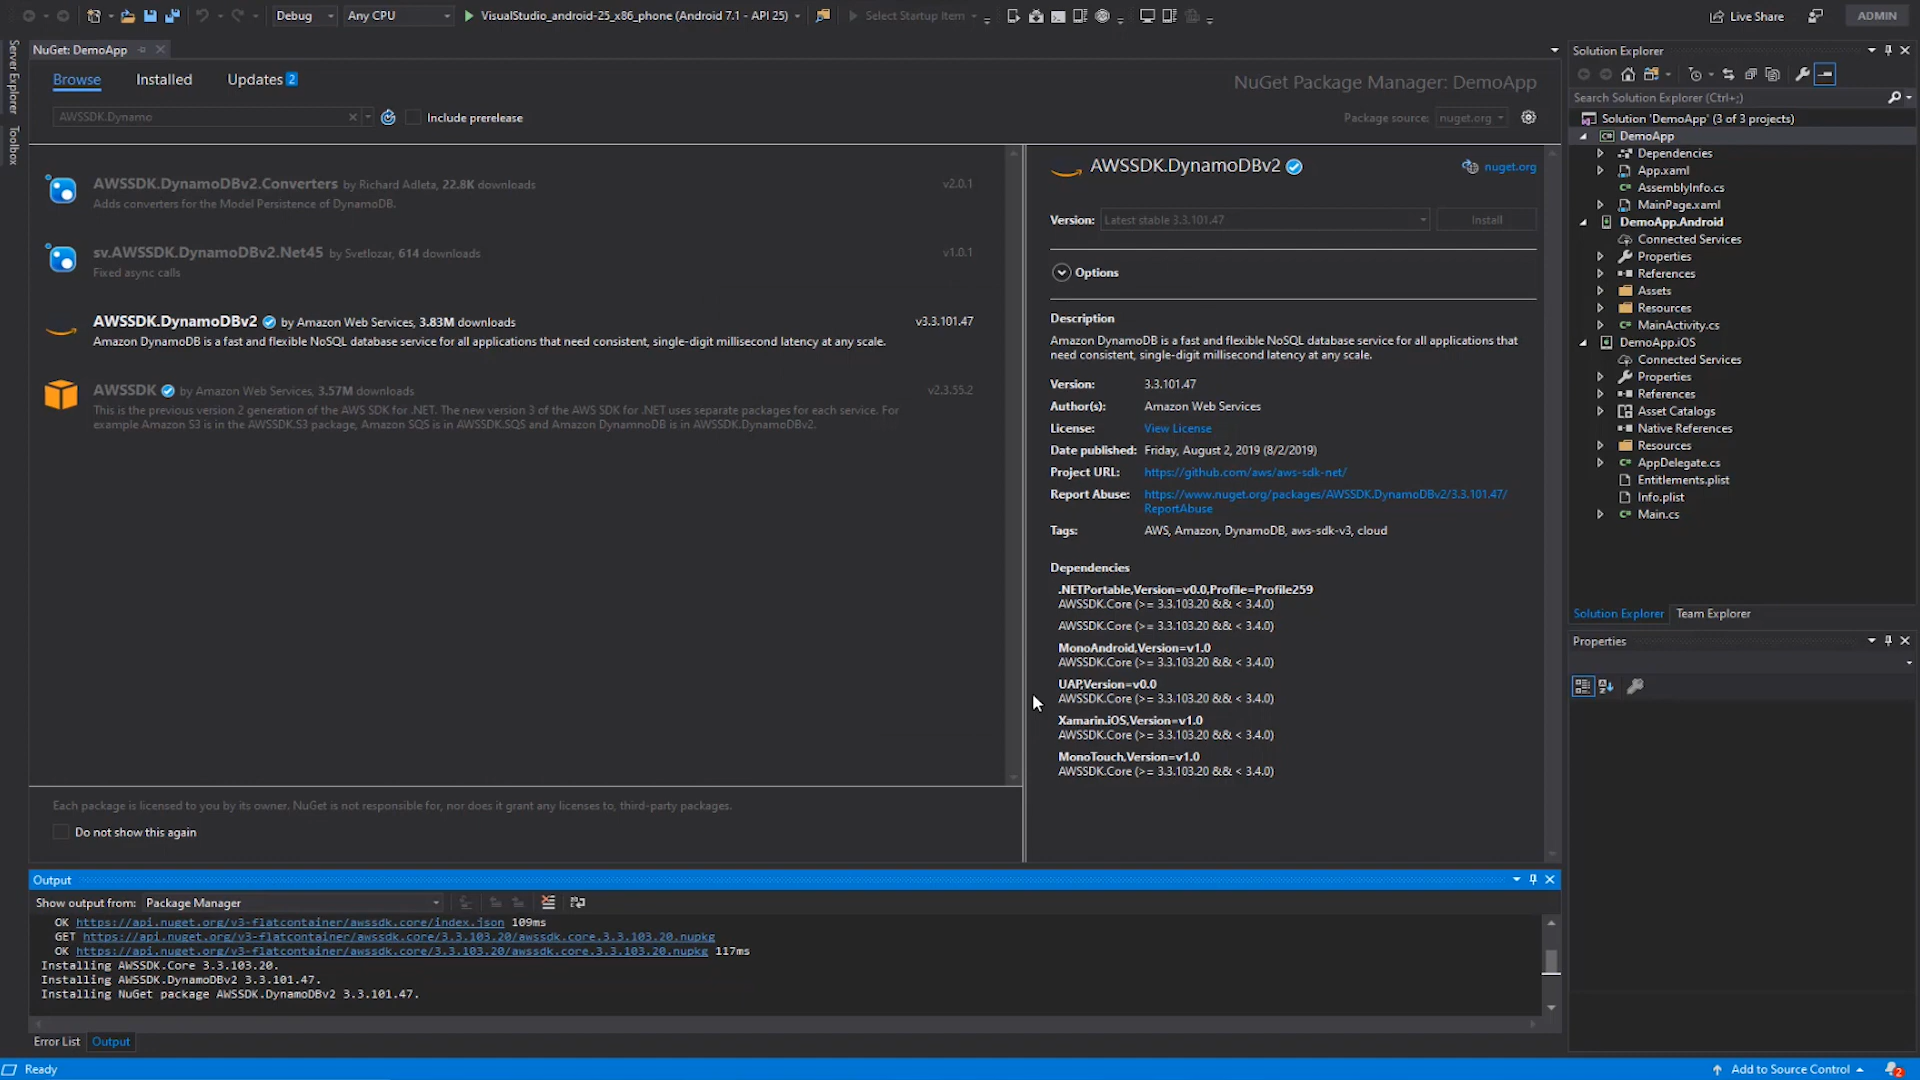 Debug
Any CPU
VisualStudio_android-25_x86_phone (Android 7.1 - API 25)
Select Startup Item
Live Share
ADMIN
Server Explorer
Toolbox
NuGet: DemoApp
Browse
Installed
Updates 2
NuGet Package Manager: DemoApp
AWSSDK.Dynamo
Include prerelease
Package source: nuget.org
AWSSDK.DynamoDBv2.Converters by Richard Adleta, 22.8K downloads
v2.0.1
Adds converters for the Model Persistence of DynamoDB.
sv.AWSSDK.DynamoDBv2.Net45 by Svetlozar, 614 downloads
v1.0.1
Fixed async calls
AWSSDK.DynamoDBv2 by Amazon Web Services, 3.83M downloads
v3.3.101.47
Amazon DynamoDB is a fast and flexible NoSQL database service for all applications that need consistent, single-digit millisecond latency at any scale.
AWSSDK by Amazon Web Services, 3.57M downloads
v2.3.55.2
This is the previous version 2 generation of the AWS SDK for .NET. The new version 3 of the AWS SDK for .NET uses separate packages for each service. For
example Amazon S3 is in the AWSSDK.S3 package, Amazon SQS is in AWSSDK.SQS and Amazon DynamnoDB is in AWSSDK.DynamoDBv2.
Each package is licensed to you by its owner. NuGet is not responsible for, nor does it grant any licenses to, third-party packages.
Do not show this again
AWSSDK.DynamoDBv2
nuget.org
Version: Latest stable 3.3.101.47
Install
Options
Description
Amazon DynamoDB is a fast and flexible NoSQL database service for all applications that
need consistent, single-digit millisecond latency at any scale.
Version: 3.3.101.47
Author(s): Amazon Web Services
License: View License
Date published: Friday, August 2, 2019 (8/2/2019)
Project URL: https://github.com/aws/aws-sdk-net/
Report Abuse: https://www.nuget.org/packages/AWSSDK.DynamoDBv2/3.3.101.47/
ReportAbuse
Tags: AWS, Amazon, DynamoDB, aws-sdk-v3, cloud
Dependencies
.NETPortable,Version=v0.0,Profile=Profile259
AWSSDK.Core (>= 3.3.103.20 && < 3.4.0)
AWSSDK.Core (>= 3.3.103.20 && < 3.4.0)
MonoAndroid,Version=v1.0
AWSSDK.Core (>= 3.3.103.20 && < 3.4.0)
UAP,Version=v0.0
AWSSDK.Core (>= 3.3.103.20 && < 3.4.0)
Xamarin.iOS,Version=v1.0
AWSSDK.Core (>= 3.3.103.20 && < 3.4.0)
MonoTouch,Version=v1.0
AWSSDK.Core (>= 3.3.103.20 && < 3.4.0)
Solution Explorer
Search Solution Explorer (Ctrl+;)
Solution 'DemoApp' (3 of 3 projects)
DemoApp
Dependencies
App.xaml
AssemblyInfo.cs
MainPage.xaml
DemoApp.Android
Connected Services
Properties
References
Assets
Resources
MainActivity.cs
DemoApp.iOS
Connected Services
Properties
References
Asset Catalogs
Native References
Resources
AppDelegate.cs
Entitlements.plist
Info.plist
Main.cs
Solution Explorer
Team Explorer
Properties
Output
Show output from: Package Manager
OK https://api.nuget.org/v3-flatcontainer/awssdk.core/index.json 109ms
GET https://api.nuget.org/v3-flatcontainer/awssdk.core/3.3.103.20/awssdk.core.3.3.103.20.nupkg
OK https://api.nuget.org/v3-flatcontainer/awssdk.core/3.3.103.20/awssdk.core.3.3.103.20.nupkg 117ms
Installing AWSSDK.Core 3.3.103.20.
Installing AWSSDK.DynamoDBv2 3.3.101.47.
Installing NuGet package AWSSDK.DynamoDBv2 3.3.101.47.
Error List
Output
Ready
Add to Source Control
2